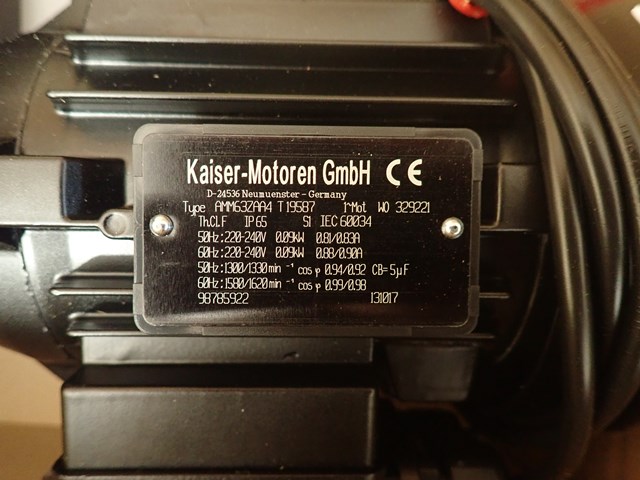 Kaiser-Motoren GmbH CE
D-24536 Neumuenster - Germany
Type AMM63ZAA4 T19587 1~Mot WO 329221
Th.CL.F IP 65 S1 IEC 60034
50Hz:220-240V 0.09kW 0.81/0.83A
60Hz:220-240V 0.09kW 0.88/0.90A
50Hz:1300/1330min⁻¹ cos φ 0.94/0.92 CB=5µF
60Hz:1580/1620min⁻¹ cos φ 0.99/0.98
98785922 131017